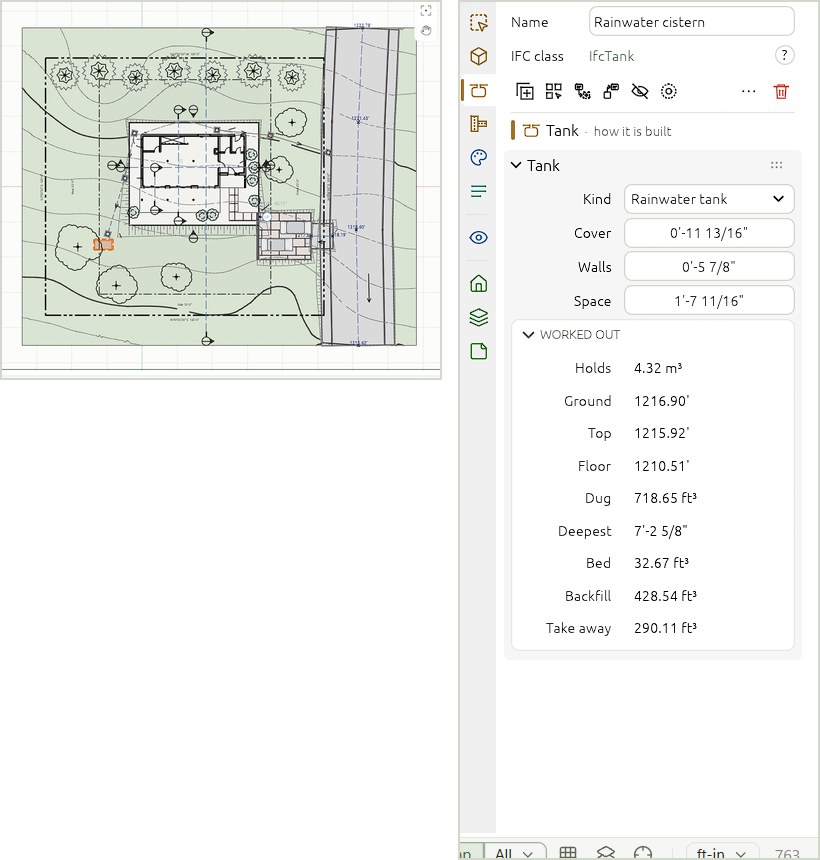 Name Rainwater cistern
IFC class IfcTank ?
Tank · how it is built
Tank
Kind Rainwater tank
Cover 0'-11 13/16"
Walls 0'-5 7/8"
Space 1'-7 11/16"
WORKED OUT
Holds 4.32 m³
Ground 1216.90'
Top 1215.92'
Floor 1210.51'
Dug 718.65 ft³
Deepest 7'-2 5/8"
Bed 32.67 ft³
Backfill 428.54 ft³
Take away 290.11 ft³
All ft-in 763